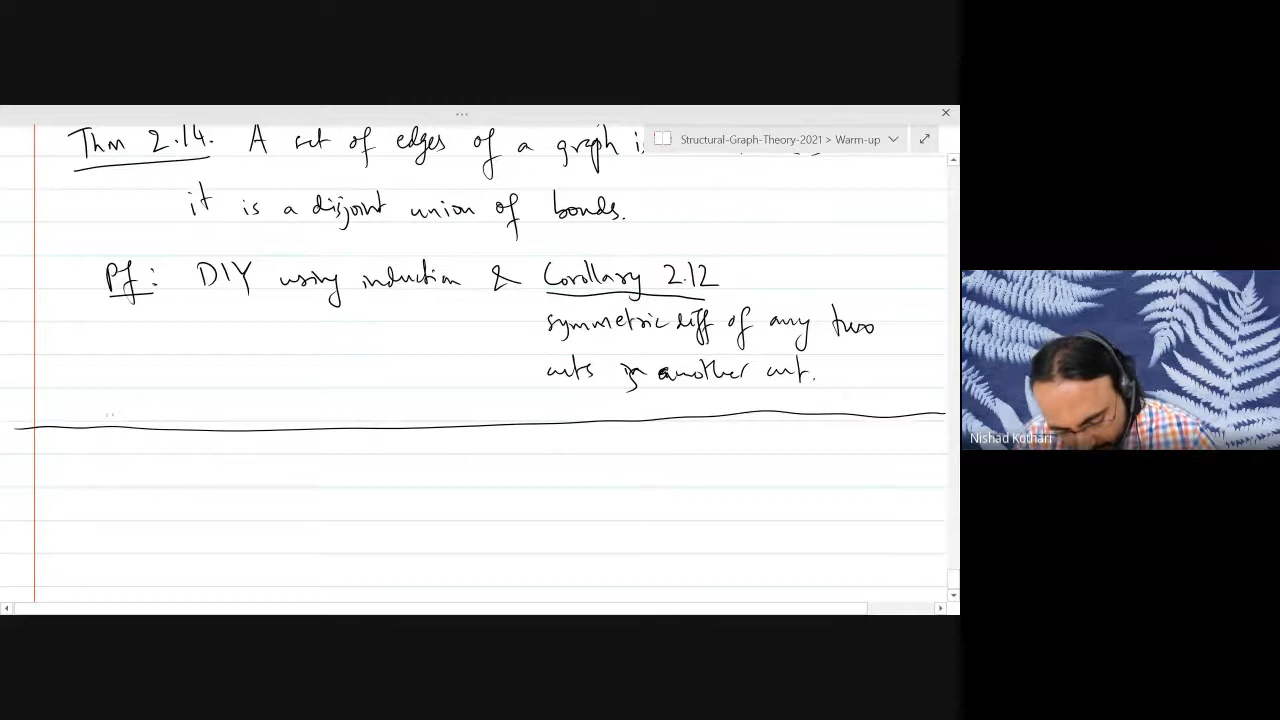 Structural-Graph-Theory-2021 > Warm-up
Thm 2.14. A set of edges of a graph
it is a disjoint union of bonds.
Pf: DIY using induction & Corollary 2.12
symmetric diff of any two
cuts is another cut.
Nishad Kothari